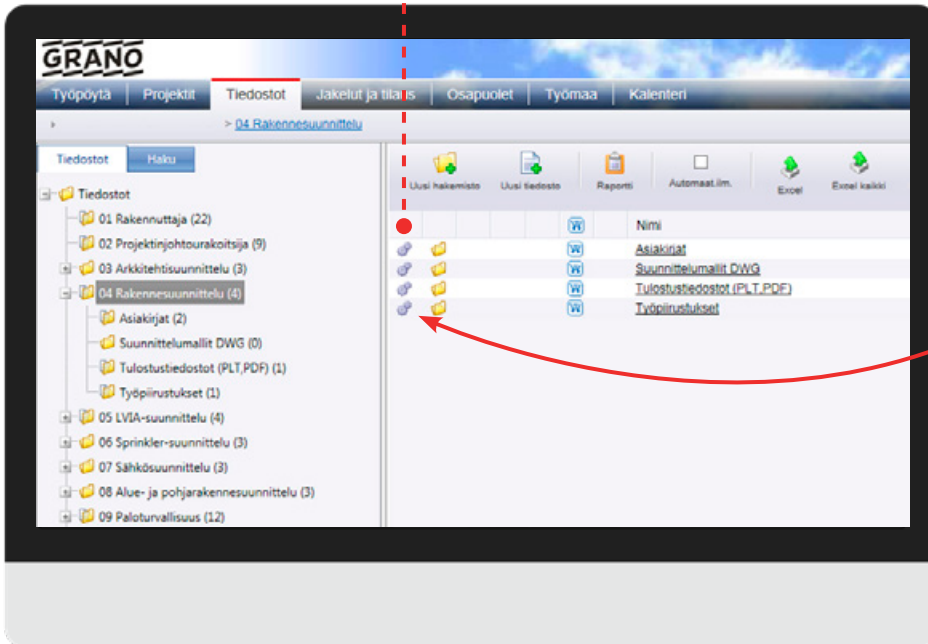 GRANO
Työpöytä Projektit Tiedostot Jakelut ja tilaus Osapuolet Työmaa Kalenteri
> 04 Rakennesuunnittelu
Tiedostot Haku
Uusi hakemisto Uusi tiedosto Raportti Automaat.ilm. Excel Excel kaikki
Tiedostot
01 Rakennuttaja (22)
02 Projektinjohtourakoitsija (9)
03 Arkkitehtisuunnittelu (3)
04 Rakennesuunnittelu (4)
Asiakirjat (2)
Suunnittelumallit DWG (0)
Tulostustiedostot (PLT,PDF) (1)
Työpiirustukset (1)
05 LVIA-suunnittelu (4)
06 Sprinkler-suunnittelu (3)
07 Sähkösuunnittelu (3)
08 Alue- ja pohjarakennesuunnittelu (3)
09 Paloturvallisuus (12)
W Nimi
W Asiakirjat
W Suunnittelumallit DWG
W Tulostustiedostot (PLT,PDF)
W Työpiirustukset